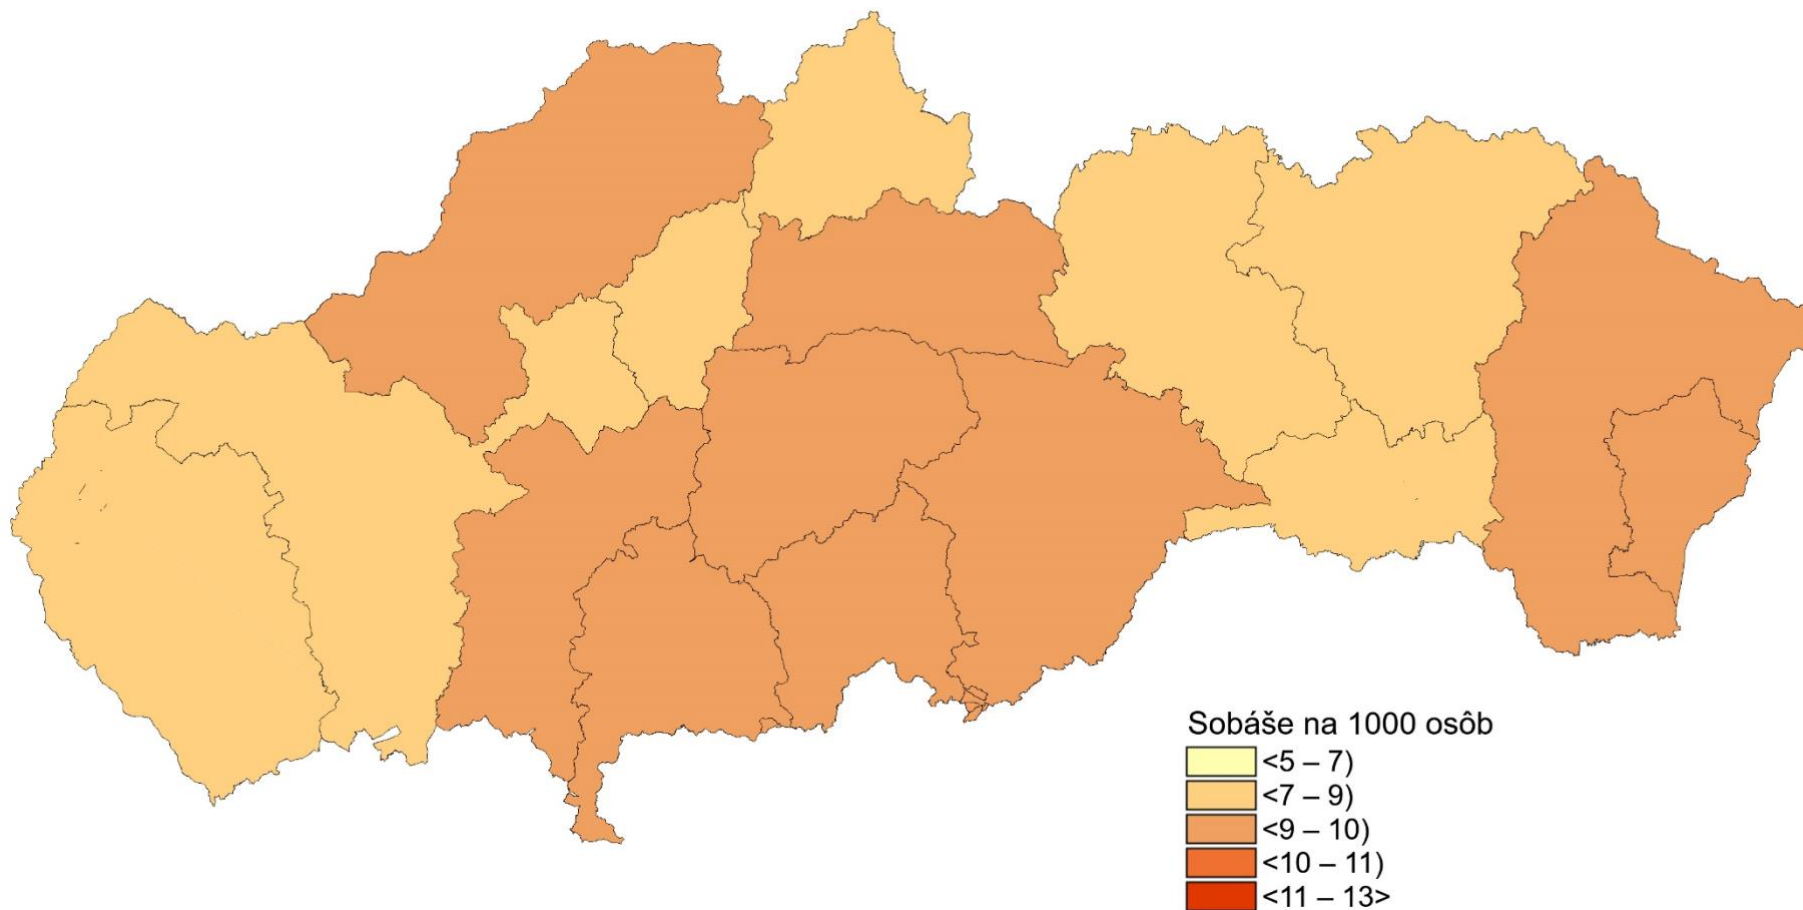 Sobáše na 1000 osôb
<5 – 7)
<7 – 9)
<9 – 10)
<10 – 11)
<11 – 13>